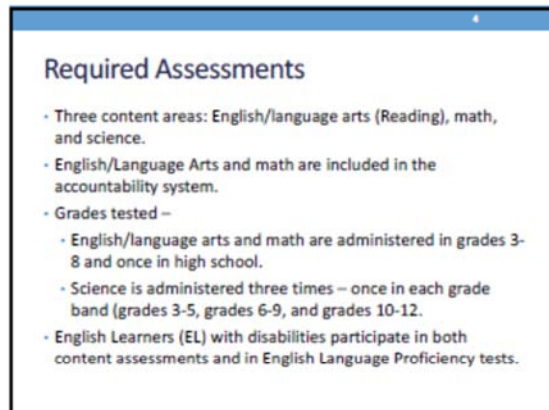 4
Required Assessments
• Three content areas: English/language arts (Reading), math,
and science.
• English/Language Arts and math are included in the
accountability system.
• Grades tested –
• English/language arts and math are administered in grades 3-
8 and once in high school.
• Science is administered three times – once in each grade
band (grades 3-5, grades 6-9, and grades 10-12.
• English Learners (EL) with disabilities participate in both
content assessments and in English Language Proficiency tests.